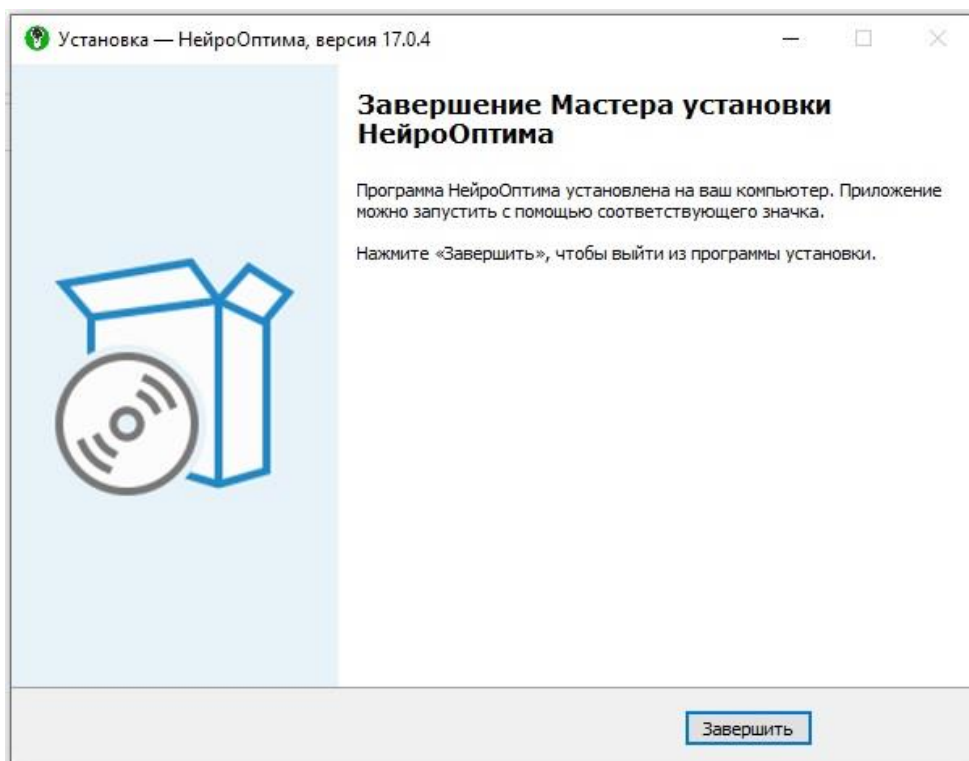 Установка — НейроОптима, версия 17.0.4
Завершение Мастера установки
НейроОптима
Программа НейроОптима установлена на ваш компьютер. Приложение
можно запустить с помощью соответствующего значка.
Нажмите «Завершить», чтобы выйти из программы установки.
Завершить